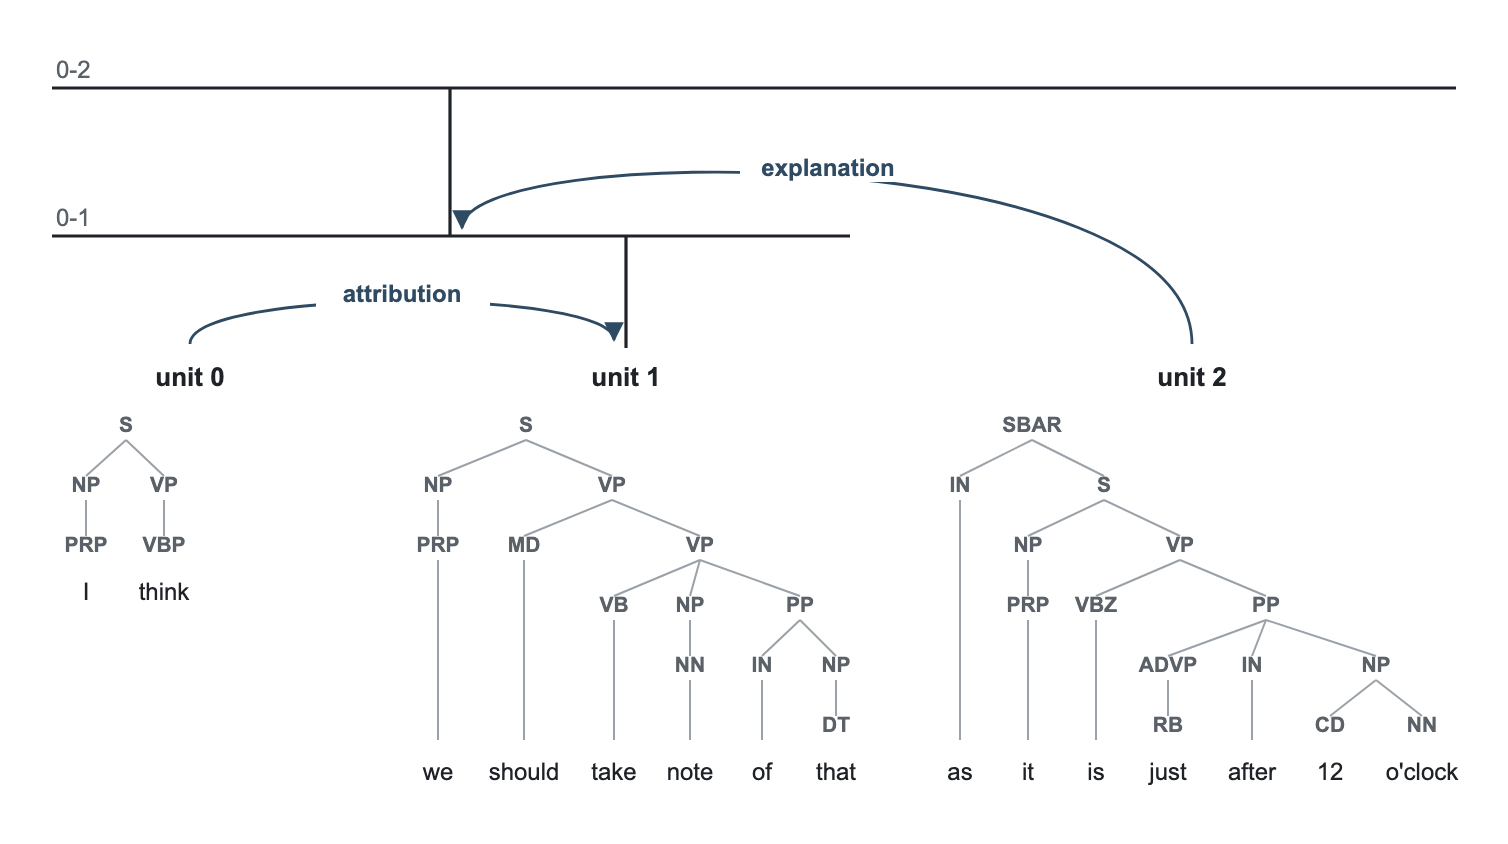 0-2
explanation
0-1
attribution
unit 0 unit 1 unit 2
S S SBAR
NP VP NP VP IN S
PRP VBP PRP MD VP NP VP
I think
VB NP PP PRP VBZ PP
NN IN NP ADVP IN NP
DT RB CD NN
we should take note of that as it is just after 12 o'clock